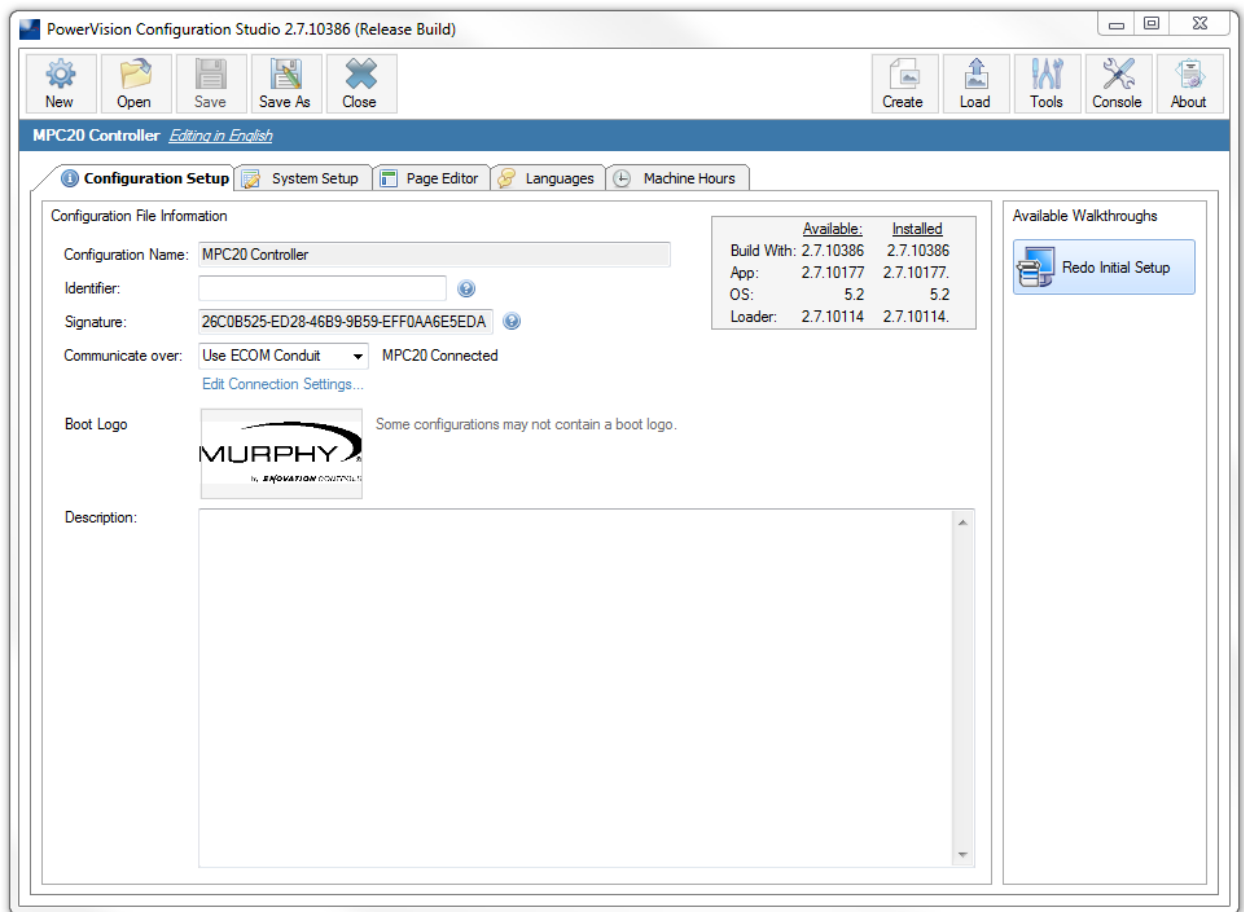 PowerVision Configuration Studio 2.7.10386 (Release Build)
New Open Save Save As Close Create Load Tools Console About
MPC20 Controller Editing in English
Configuration Setup System Setup Page Editor Languages Machine Hours
Configuration File Information
Available: Installed
Build With: 2.7.10386 2.7.10386
App: 2.7.10177 2.7.10177.
OS: 5.2 5.2
Loader: 2.7.10114 2.7.10114.
Configuration Name: MPC20 Controller
Identifier:
Signature: 26C0B525-ED28-46B9-9B59-EFF0AA6E5EDA
Communicate over: Use ECOM Conduit MPC20 Connected
Edit Connection Settings...
Boot Logo Some configurations may not contain a boot logo.
MURPHY
by ENOVATION CONTROLS
Description:
Available Walkthroughs
Redo Initial Setup